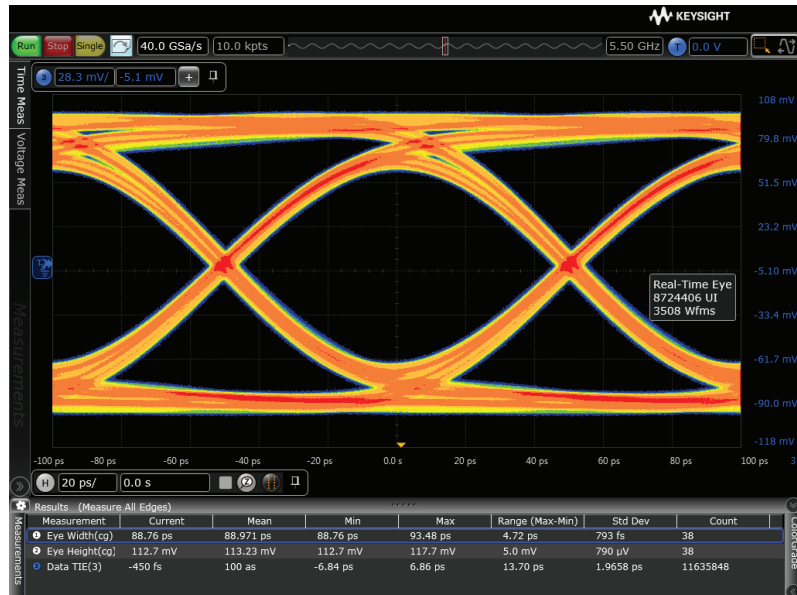 KEYSIGHT
Run Stop Single 40.0 GSa/s 10.0 kpts 5.50 GHz T 0.0 V
3 28.3 mV/ -5.1 mV +
Time Meas
Voltage Meas
Measurements
108 mV
79.8 mV
51.5 mV
23.2 mV
-5.10 mV
-33.4 mV
-61.7 mV
-90.0 mV
-118 mV
Real-Time Eye
8724406 UI
3508 Wfms
-100 ps -80 ps -60 ps -40 ps -20 ps 0.0 s 20 ps 40 ps 60 ps 80 ps 100 ps 3
H 20 ps/ 0.0 s
Results (Measure All Edges)
Measurement Current Mean Min Max Range (Max-Min) Std Dev Count
1 Eye Width(cg) 88.76 ps 88.971 ps 88.76 ps 93.48 ps 4.72 ps 793 fs 38
2 Eye Height(cg) 112.7 mV 113.23 mV 112.7 mV 117.7 mV 5.0 mV 790 µV 38
3 Data TIE(3) -450 fs 100 as -6.84 ps 6.86 ps 13.70 ps 1.9658 ps 11635848
Measurements
ColorGrade